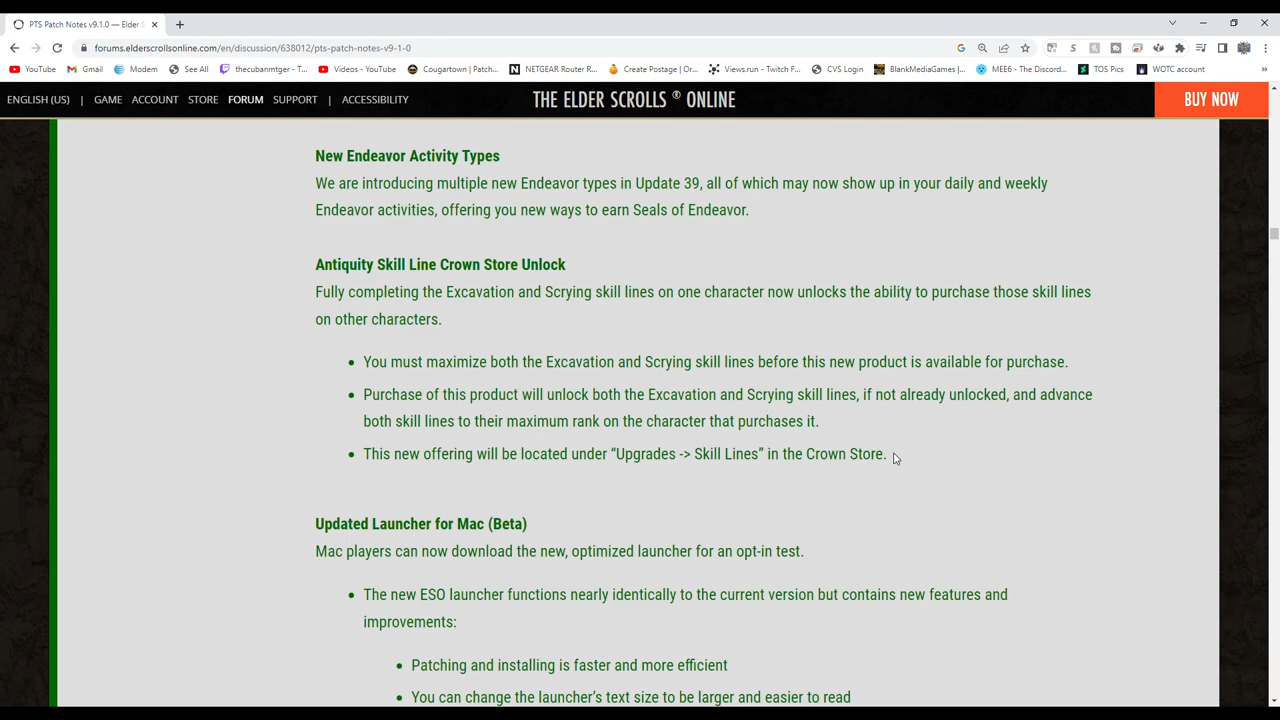 PTS Patch Notes v9.1.0 — Elder S
forums.elderscrollsonline.com/en/discussion/638012/pts-patch-notes-v9-1-0
YouTube Gmail Modem See All thecubanmtger - T... Videos - YouTube Cougartown | Patch... NETGEAR Router R... Create Postage | Or... Views.run - Twitch F... CVS Login BlankMediaGames |... MEE6 - The Discord... TOS Pics WOTC account »
ENGLISH (US) | GAME ACCOUNT STORE FORUM SUPPORT | ACCESSIBILITY THE ELDER SCROLLS ® ONLINE BUY NOW
New Endeavor Activity Types
We are introducing multiple new Endeavor types in Update 39, all of which may now show up in your daily and weekly
Endeavor activities, offering you new ways to earn Seals of Endeavor.
Antiquity Skill Line Crown Store Unlock
Fully completing the Excavation and Scrying skill lines on one character now unlocks the ability to purchase those skill lines
on other characters.
• You must maximize both the Excavation and Scrying skill lines before this new product is available for purchase.
• Purchase of this product will unlock both the Excavation and Scrying skill lines, if not already unlocked, and advance
both skill lines to their maximum rank on the character that purchases it.
• This new offering will be located under “Upgrades -> Skill Lines” in the Crown Store.
Updated Launcher for Mac (Beta)
Mac players can now download the new, optimized launcher for an opt-in test.
• The new ESO launcher functions nearly identically to the current version but contains new features and
improvements:
• Patching and installing is faster and more efficient
• You can change the launcher’s text size to be larger and easier to read